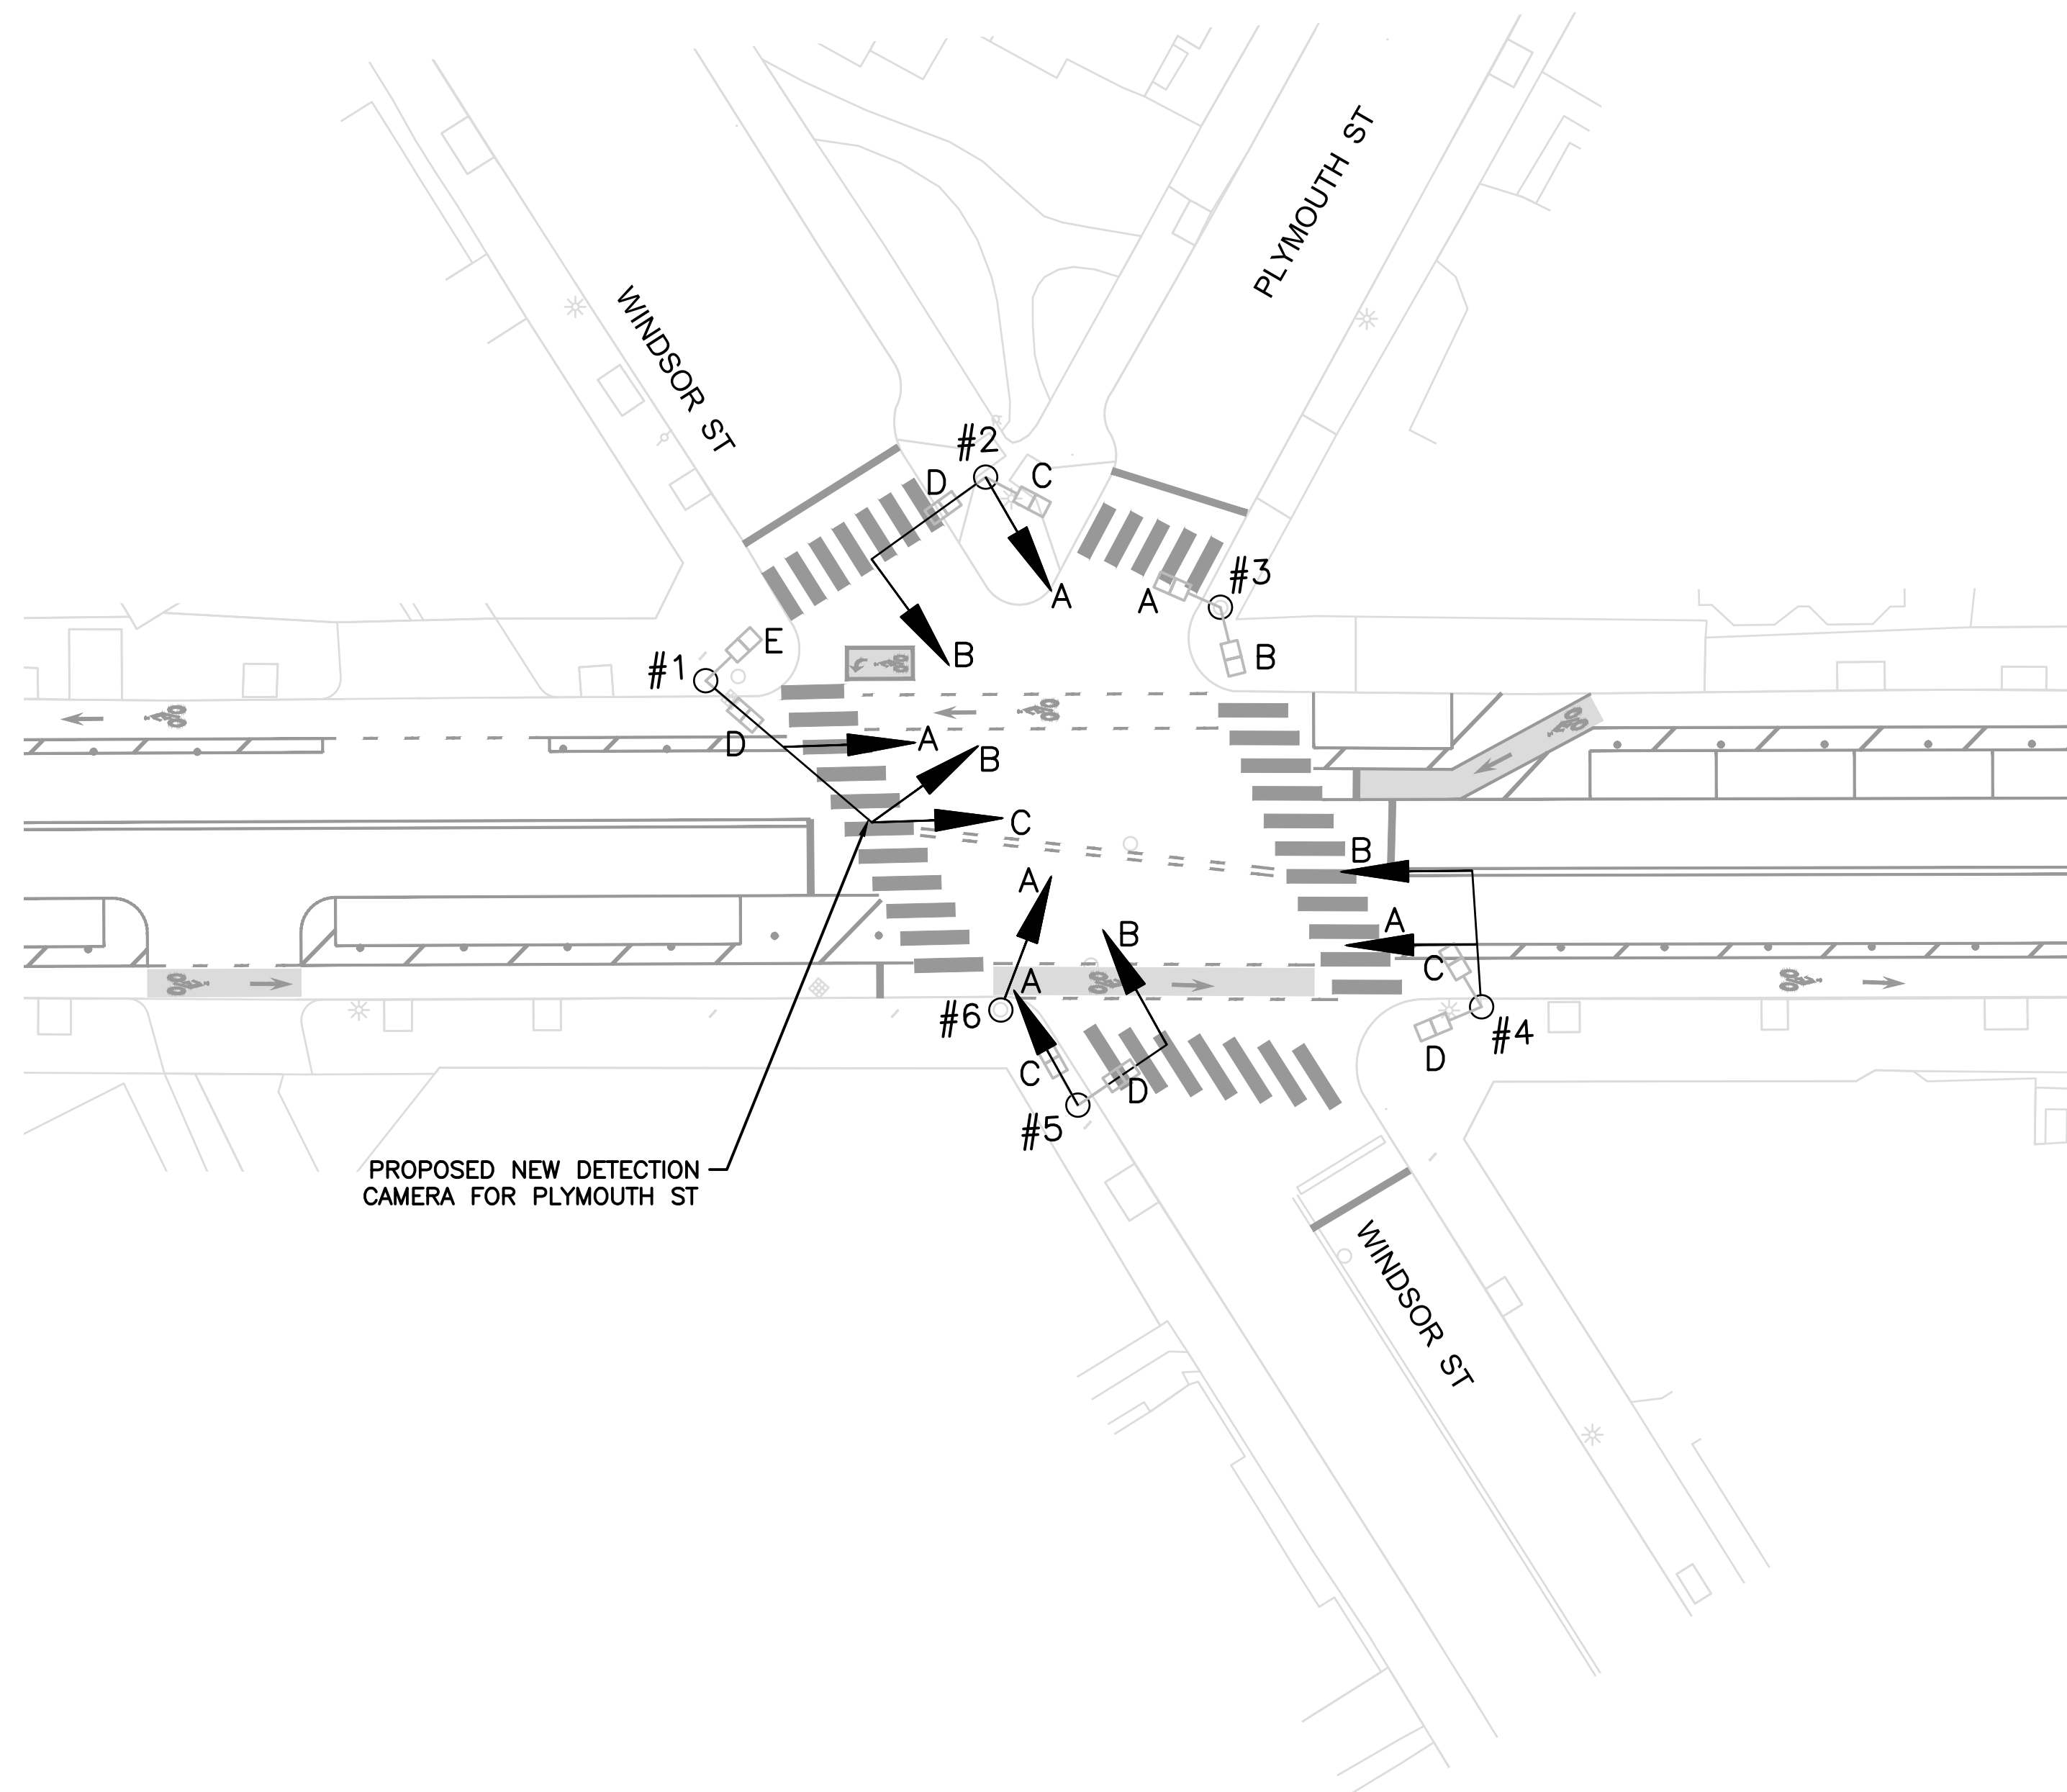 PLYMOUTH ST
WINDSOR ST
#2
D
C
A
B
#3
A
B
#1
E
D
A
B
C
B
A
C
D
#4
A
#6
A
B
C
D
#5
PROPOSED NEW DETECTION
CAMERA FOR PLYMOUTH ST
WINDSOR ST